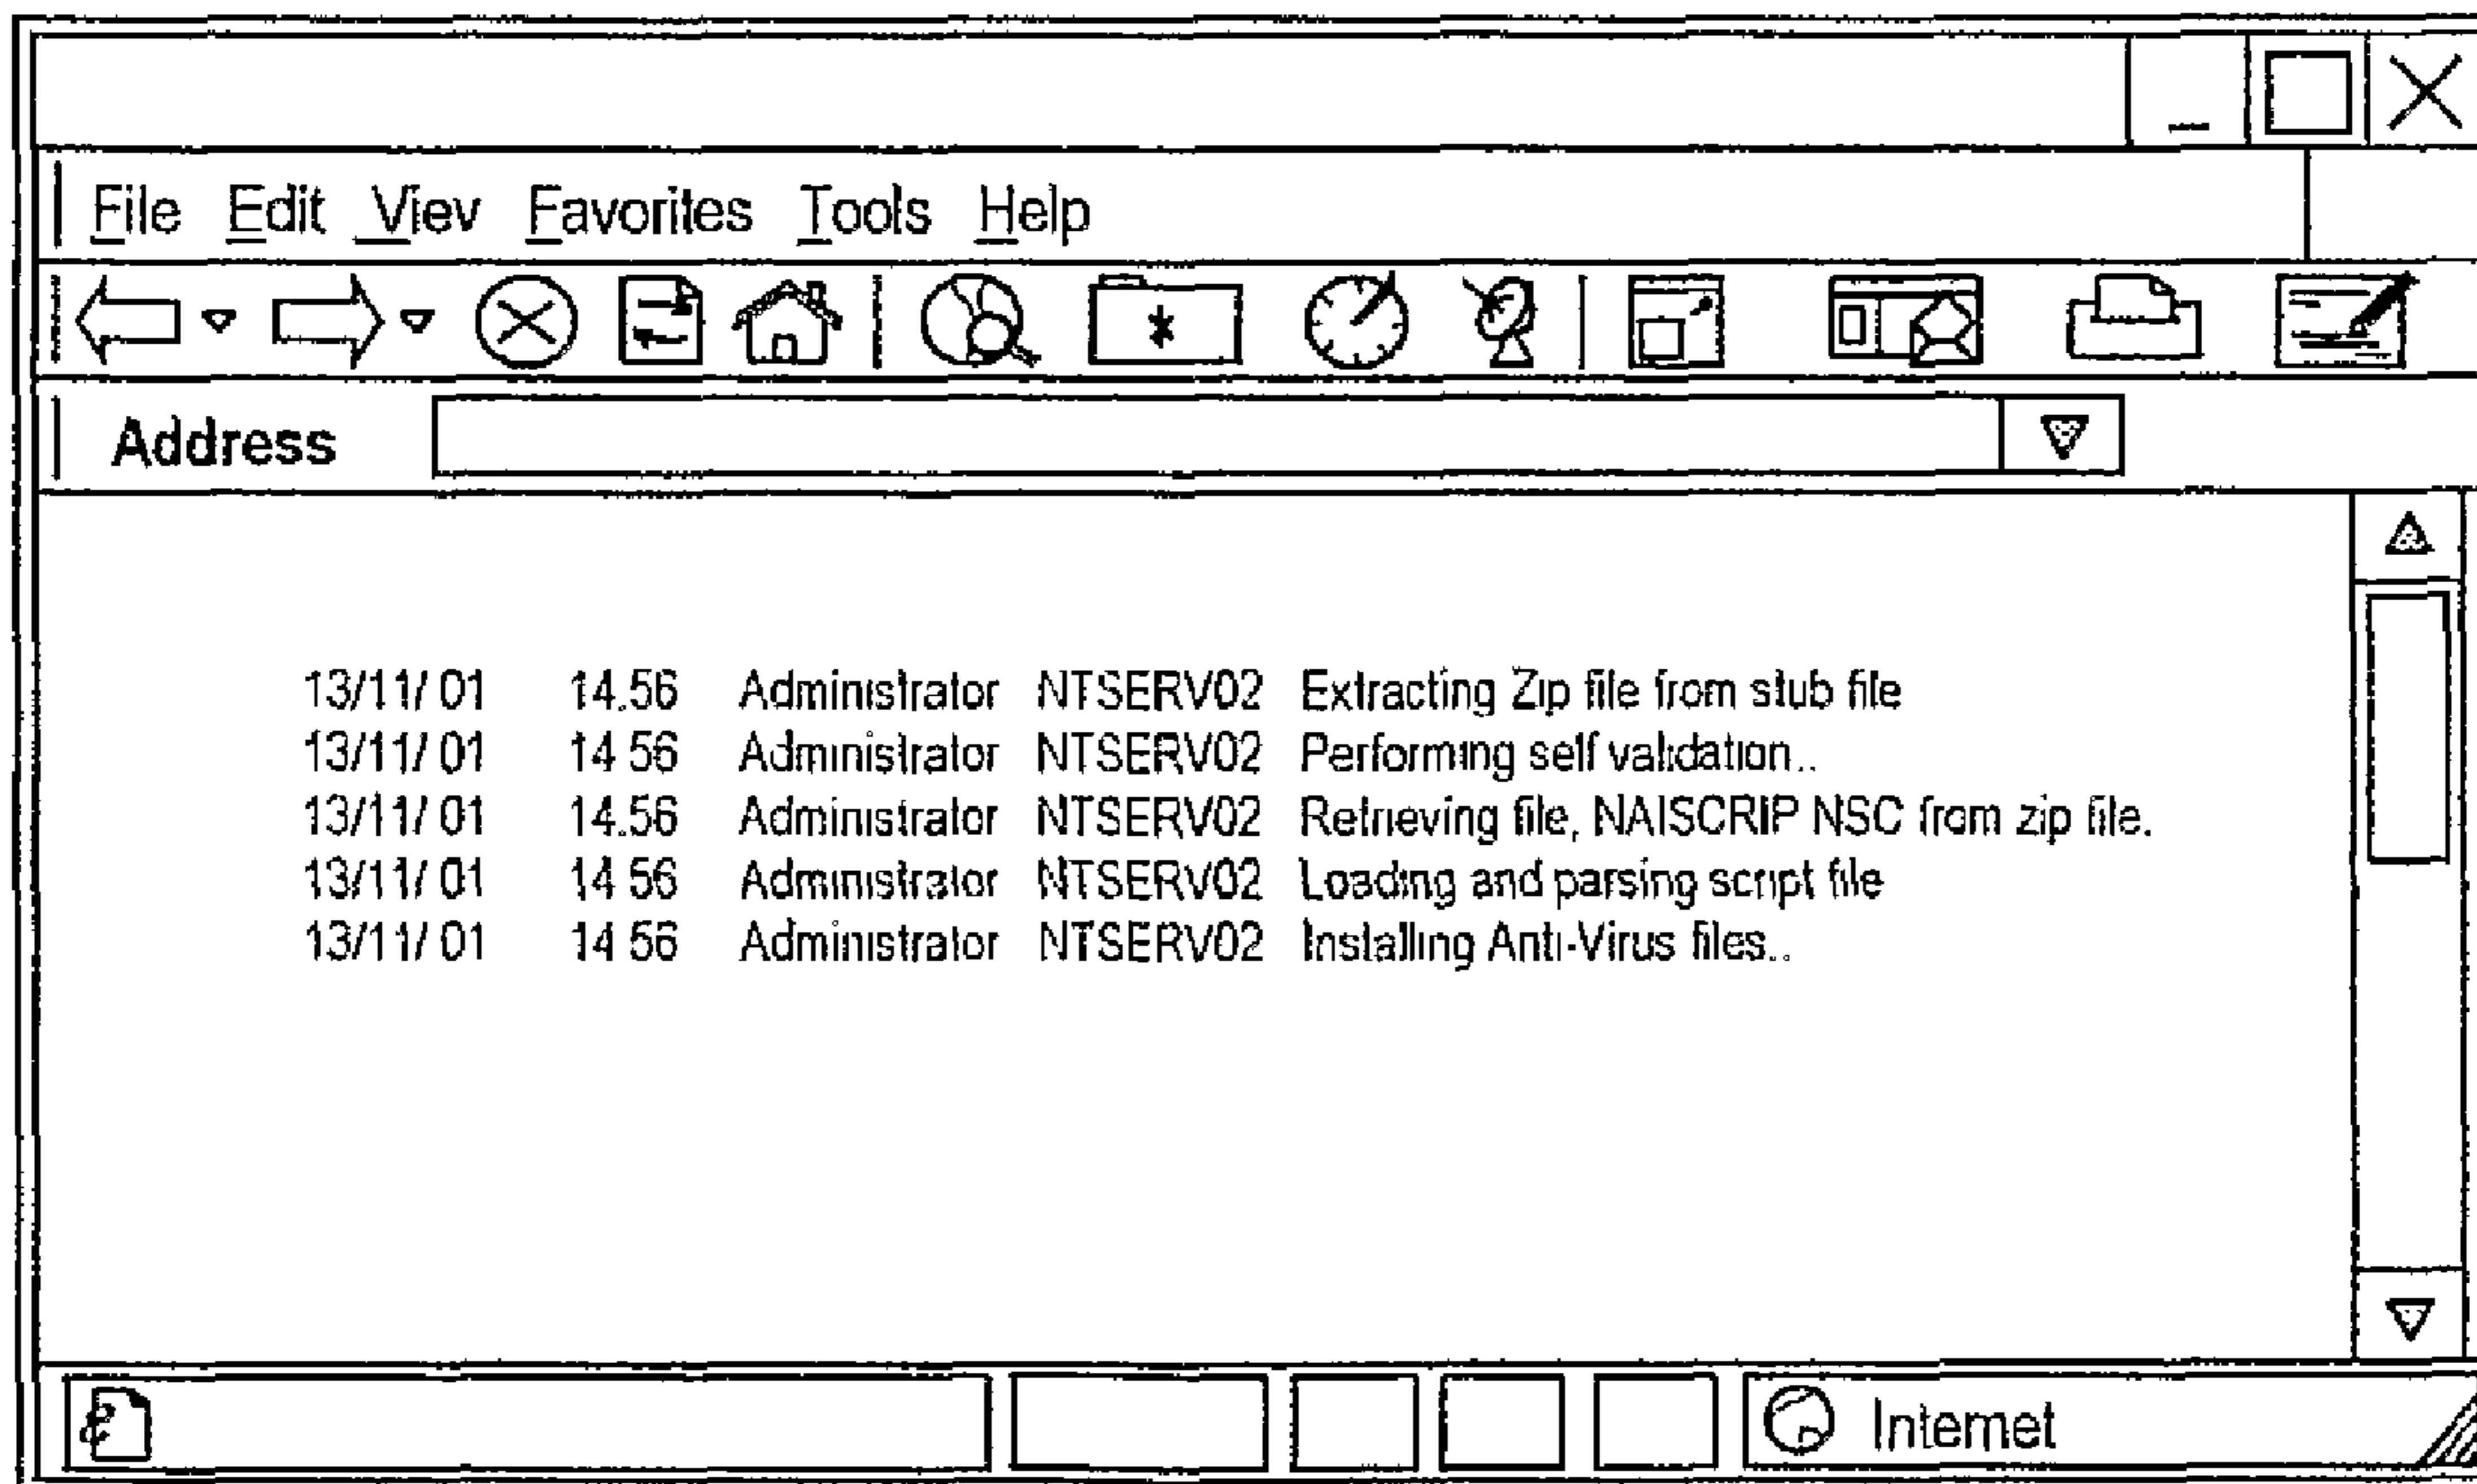 File Edit Viev Favorites Tools Help
Address
13/11/01 14.56 Administrator NTSERV02 Extracting Zip file from stub file
13/11/01 14 56 Administrator NTSERV02 Performing self validation..
13/11/01 14.56 Administrator NTSERV02 Retrieving file, NAISCRIP NSC from zip file.
13/11/01 14 56 Administrator NTSERV02 Loading and parsing script file
13/11/01 14 56 Administrator NTSERV02 Installing Anti-Virus files..
Internet